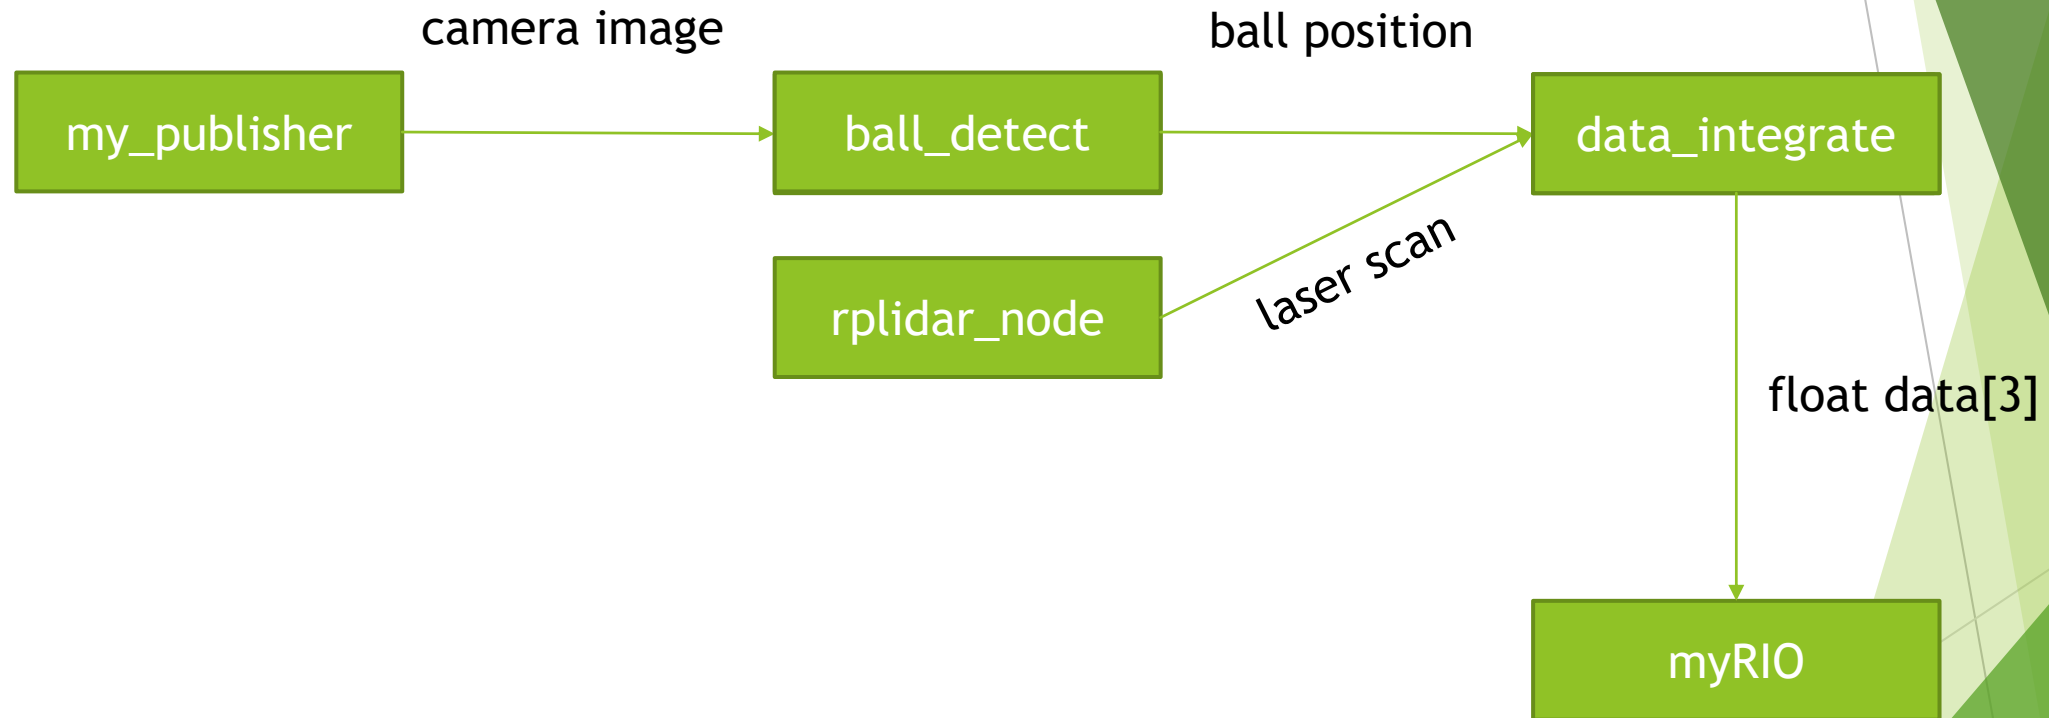 camera image
ball position
my_publisher
ball_detect
data_integrate
rplidar_node
laser scan
float data[3]
myRIO